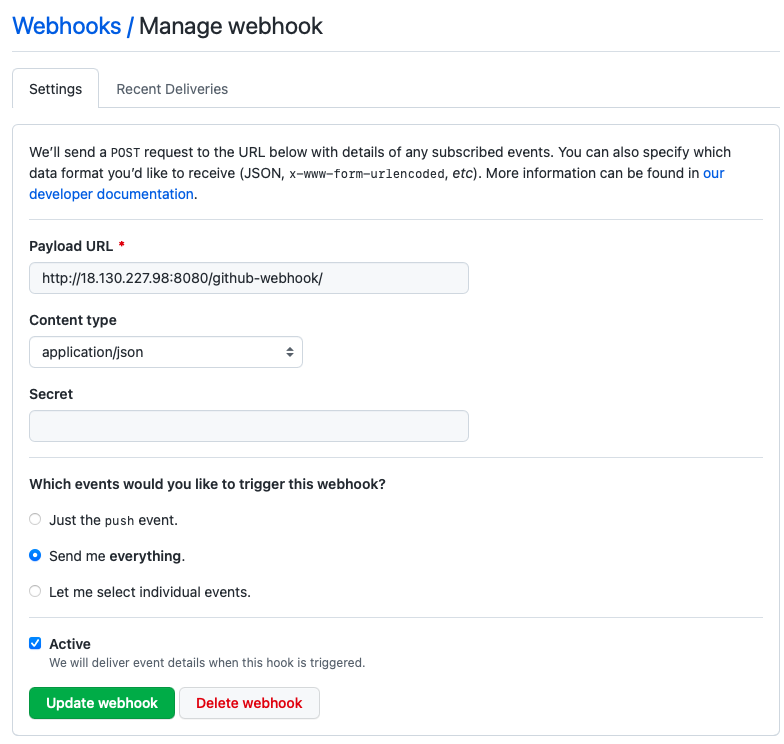 Webhooks / Manage webhook
Settings
Recent Deliveries
We’ll send a POST request to the URL below with details of any subscribed events. You can also specify which
data format you’d like to receive (JSON, x-www-form-urlencoded, etc). More information can be found in our
developer documentation.
Payload URL *
http://18.130.227.98:8080/github-webhook/
Content type
application/json
Secret
Which events would you like to trigger this webhook?
Just the push event.
Send me everything.
Let me select individual events.
Active
We will deliver event details when this hook is triggered.
Update webhook
Delete webhook